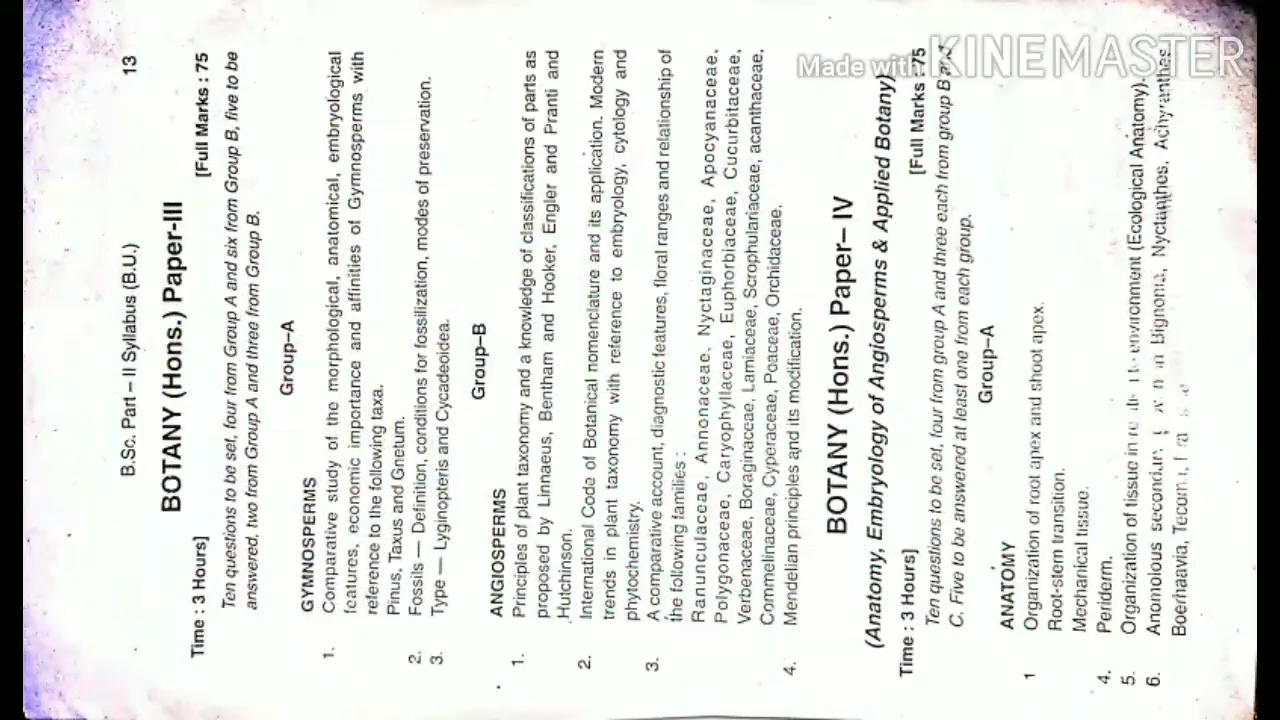 B.Sc. Part – II Syllabus (B.U.) 13
BOTANY (Hons.) Paper-III
Time : 3 Hours] [Full Marks : 75
Ten questions to be set, four from Group A and six from Group B, five to be
answered, two from Group A and three from Group B.
Group–A
GYMNOSPERMS
1. Comparative study of the morphological, anatomical, embryological
features, economic importance and affinities of Gymnosperms with
reference to the following taxa.
Pinus, Taxus and Gnetum.
2. Fossils — Definition, conditions for fossilization, modes of preservation.
3. Type — Lyginopteris and Cycadeoidea.
Group–B
ANGIOSPERMS
1. Principles of plant taxonomy and a knowledge of classifications of parts as
proposed by Linnaeus, Bentham and Hooker, Engler and Pranti and
Hutchinson.
2. International Code of Botanical nomenclature and its application. Modern
trends in plant taxonomy with reference to embryology, cytology and
phytochemistry.
3. A comparative account, diagnostic features, floral ranges and relationship of
the following families :
Ranunculaceae, Annonaceae, Nyctaginaceae, Apocyanaceae,
Polygonaceae, Caryophyllaceae, Euphorbiaceae, Cucurbitaceae,
Verbenaceae, Boraginaceae, Lamiaceae, Scrophulariaceae, acanthaceae,
Commelinaceae, Cyperaceae, Poaceae, Orchidaceae.
4. Mendelian principles and its modification.
BOTANY (Hons.) Paper– IV
(Anatomy, Embryology of Angiosperms & Applied Botany)
Time : 3 Hours] [Full Marks : 75
Ten questions to be set, four from group A and three each from group B and
C. Five to be answered at least one from each group.
Group–A
ANATOMY
1 Organization of root apex and shoot apex.
Root-stem transition.
Mechanical tissue.
4. Periderm.
5. Organization of tissue in environment (Ecological Anatomy).
6. Anomolous secondary in Bignonia, Nyctanthes, Achyranthes,
Boerhaavia, Tecoma,
Made with KINEMASTER